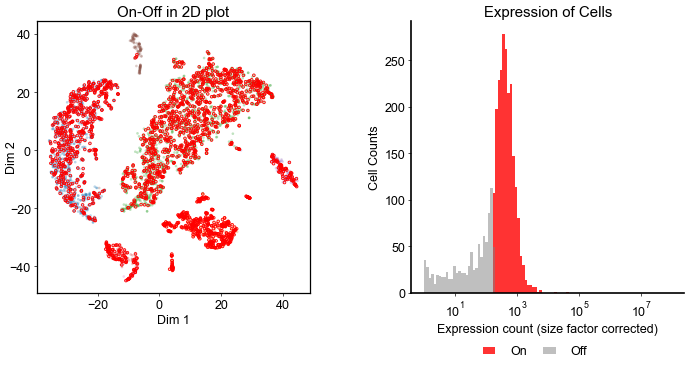 On-Off in 2D plot
Expression of Cells
40
20
0
−20
−40
Dim 2
−20
0
20
40
Dim 1
250
200
150
100
50
0
Cell Counts
10^1
10^3
10^5
10^7
Expression count (size factor corrected)
On
Off